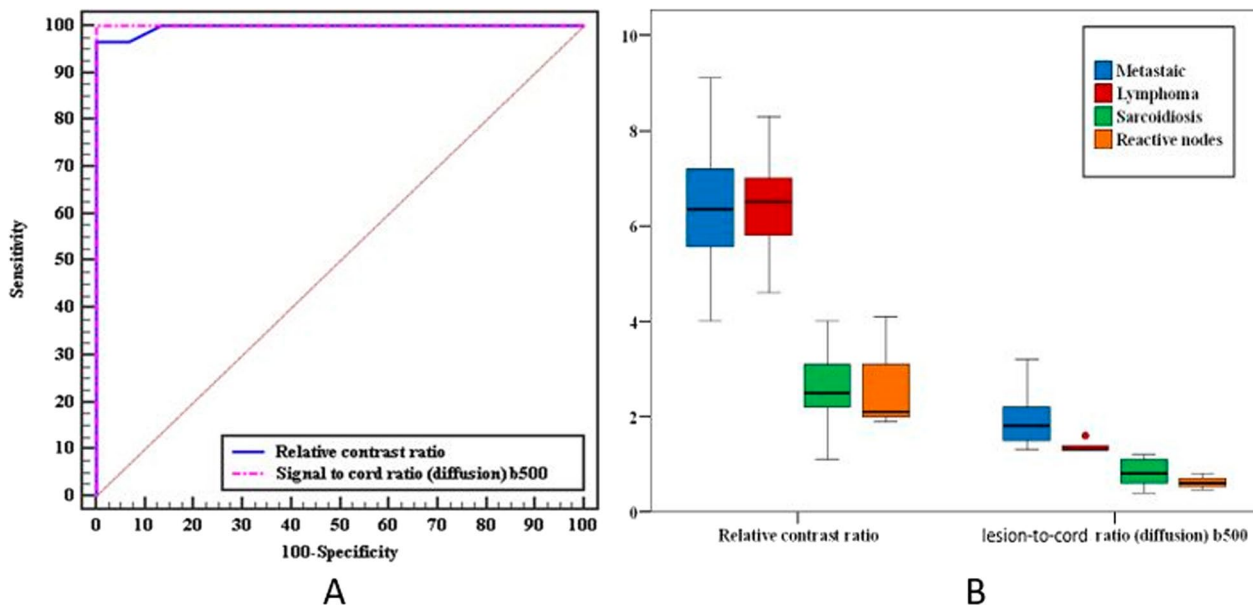 100
90
80
70
60
50
40
30
20
10
0
Sensitivity
Relative contrast ratio
Signal to cord ratio (diffusion) b500
0 10 20 30 40 50 60 70 80 90 100
100-Specificity
A
10
8
6
4
2
0
Metastaic
Lymphoma
Sarcoidiosis
Reactive nodes
Relative contrast ratio
lesion-to-cord ratio (diffusion) b500
B